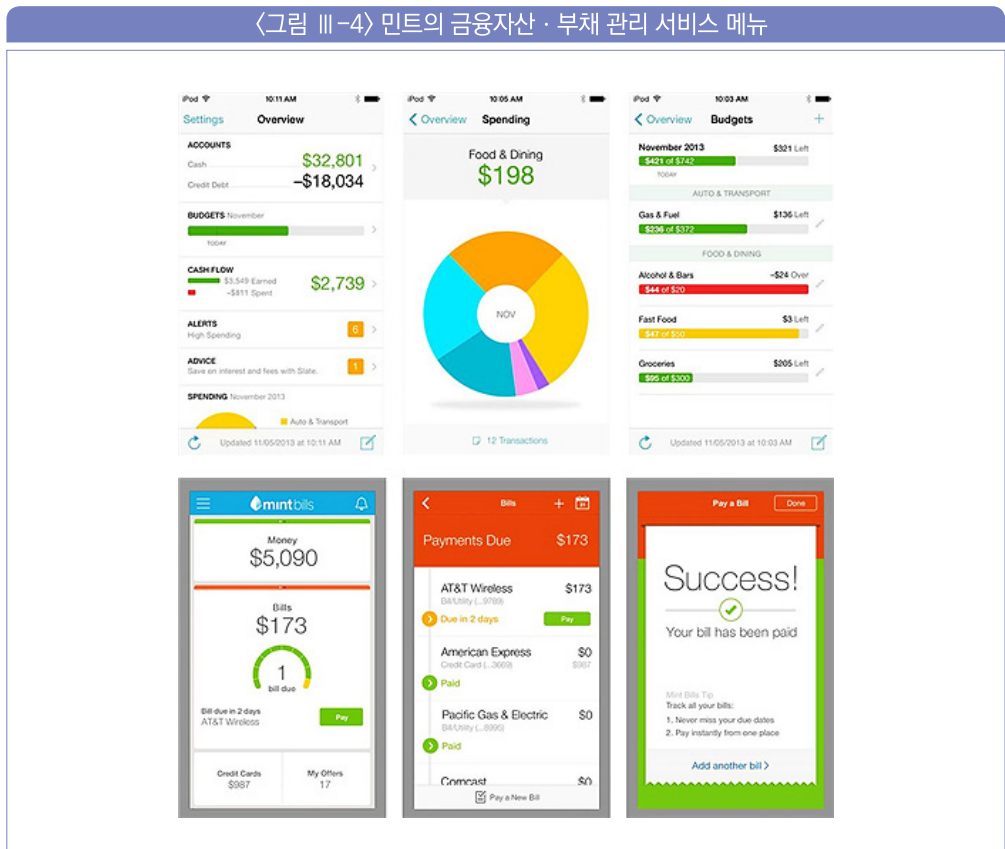 〈그림 Ⅲ-4〉 민트의 금융자산·부채 관리 서비스 메뉴
iPod 10:11 AM
Settings Overview
ACCOUNTS
Cash $32,801
Credit Debt -$18,034
BUDGETS November
TODAY
CASH FLOW
$3,549 Earned $2,739
-$811 Spent
ALERTS
High Spending 6
ADVICE
Save on interest and fees with Slate. 1
SPENDING November 2013
Auto & Transport
Updated 11/05/2013 at 10:11 AM
iPod 10:05 AM
Overview Spending
Food & Dining
$198
NOV
12 Transactions
iPod 10:03 AM
Overview Budgets +
November 2013 $321 Left
$421 of $742
TODAY
AUTO & TRANSPORT
Gas & Fuel $136 Left
$236 of $372
FOOD & DINING
Alcohol & Bars -$24 Over
$44 of $20
Fast Food $3 Left
$47 of $50
Groceries $205 Left
$95 of $300
Updated 11/05/2013 at 10:03 AM
mintbills
Money
$5,090
Bills
$173
1
bill due
Bill due in 2 days
AT&T Wireless Pay
Credit Cards My Offers
$987 17
Bills +
Payments Due $173
AT&T Wireless $173
Bill/Utility (...9789)
Due in 2 days Pay
American Express $0
Credit Card (...3669) $987
Paid
Pacific Gas & Electric $0
Bill/Utility (...8995)
Paid
Comcast $0
Pay a New Bill
Pay a Bill Done
Success!
Your bill has been paid
Mint Bills Tip
Track all your bills:
1. Never miss your due dates
2. Pay instantly from one place
Add another bill >